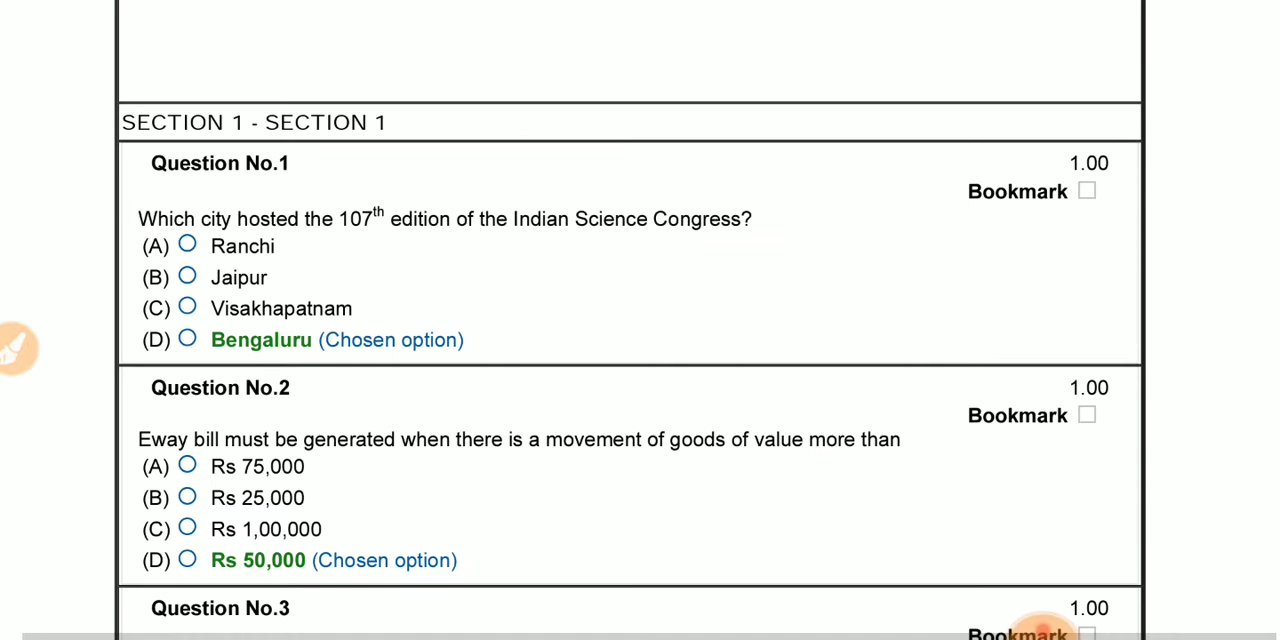 SECTION 1 - SECTION 1
Question No.1 1.00
Bookmark
Which city hosted the 107th edition of the Indian Science Congress?
(A) Ranchi
(B) Jaipur
(C) Visakhapatnam
(D) Bengaluru (Chosen option)
Question No.2 1.00
Bookmark
Eway bill must be generated when there is a movement of goods of value more than
(A) Rs 75,000
(B) Rs 25,000
(C) Rs 1,00,000
(D) Rs 50,000 (Chosen option)
Question No.3 1.00
Bookmark